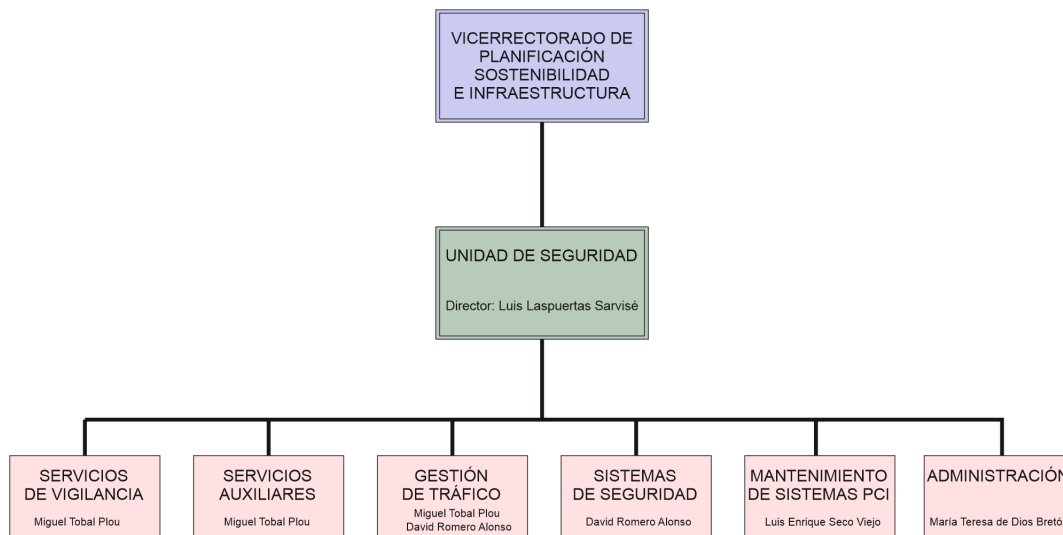 VICERRECTORADO DE
PLANIFICACIÓN
SOSTENIBILIDAD
E INFRAESTRUCTURA
UNIDAD DE SEGURIDAD
Director: Luis Laspuertas Sarvisé
SERVICIOS
DE VIGILANCIA
Miguel Tobal Plou
SERVICIOS
AUXILIARES
Miguel Tobal Plou
GESTIÓN
DE TRÁFICO
Miguel Tobal Plou
David Romero Alonso
SISTEMAS
DE SEGURIDAD
David Romero Alonso
MANTENIMIENTO
DE SISTEMAS PCI
Luis Enrique Seco Viejo
ADMINISTRACIÓN
María Teresa de Dios Bretó